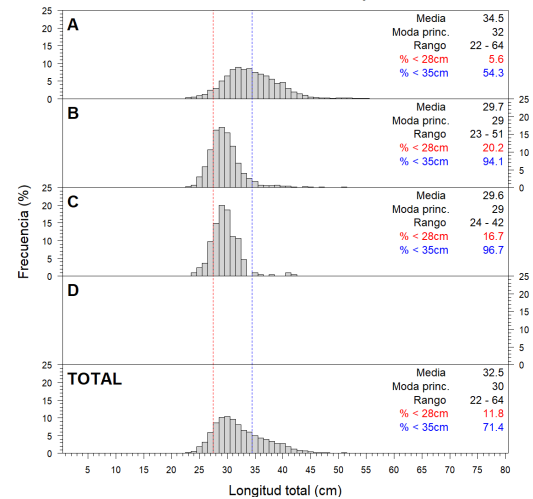 25
20
15
10
5
0
A
Media 34.5
Moda princ. 32
Rango 22 - 64
% < 28cm 5.6
% < 35cm 54.3
B
Media 29.7
Moda princ. 29
Rango 23 - 51
% < 28cm 20.2
% < 35cm 94.1
25
20
15
10
5
0
25
20
15
10
5
0
C
Media 29.6
Moda princ. 29
Rango 24 - 42
% < 28cm 16.7
% < 35cm 96.7
D
25
20
15
10
5
0
25
20
15
10
5
0
TOTAL
Media 32.5
Moda princ. 30
Rango 22 - 64
% < 28cm 11.8
% < 35cm 71.4
Frecuencia (%)
5 10 15 20 25 30 35 40 45 50 55 60 65 70 75 80
Longitud total (cm)